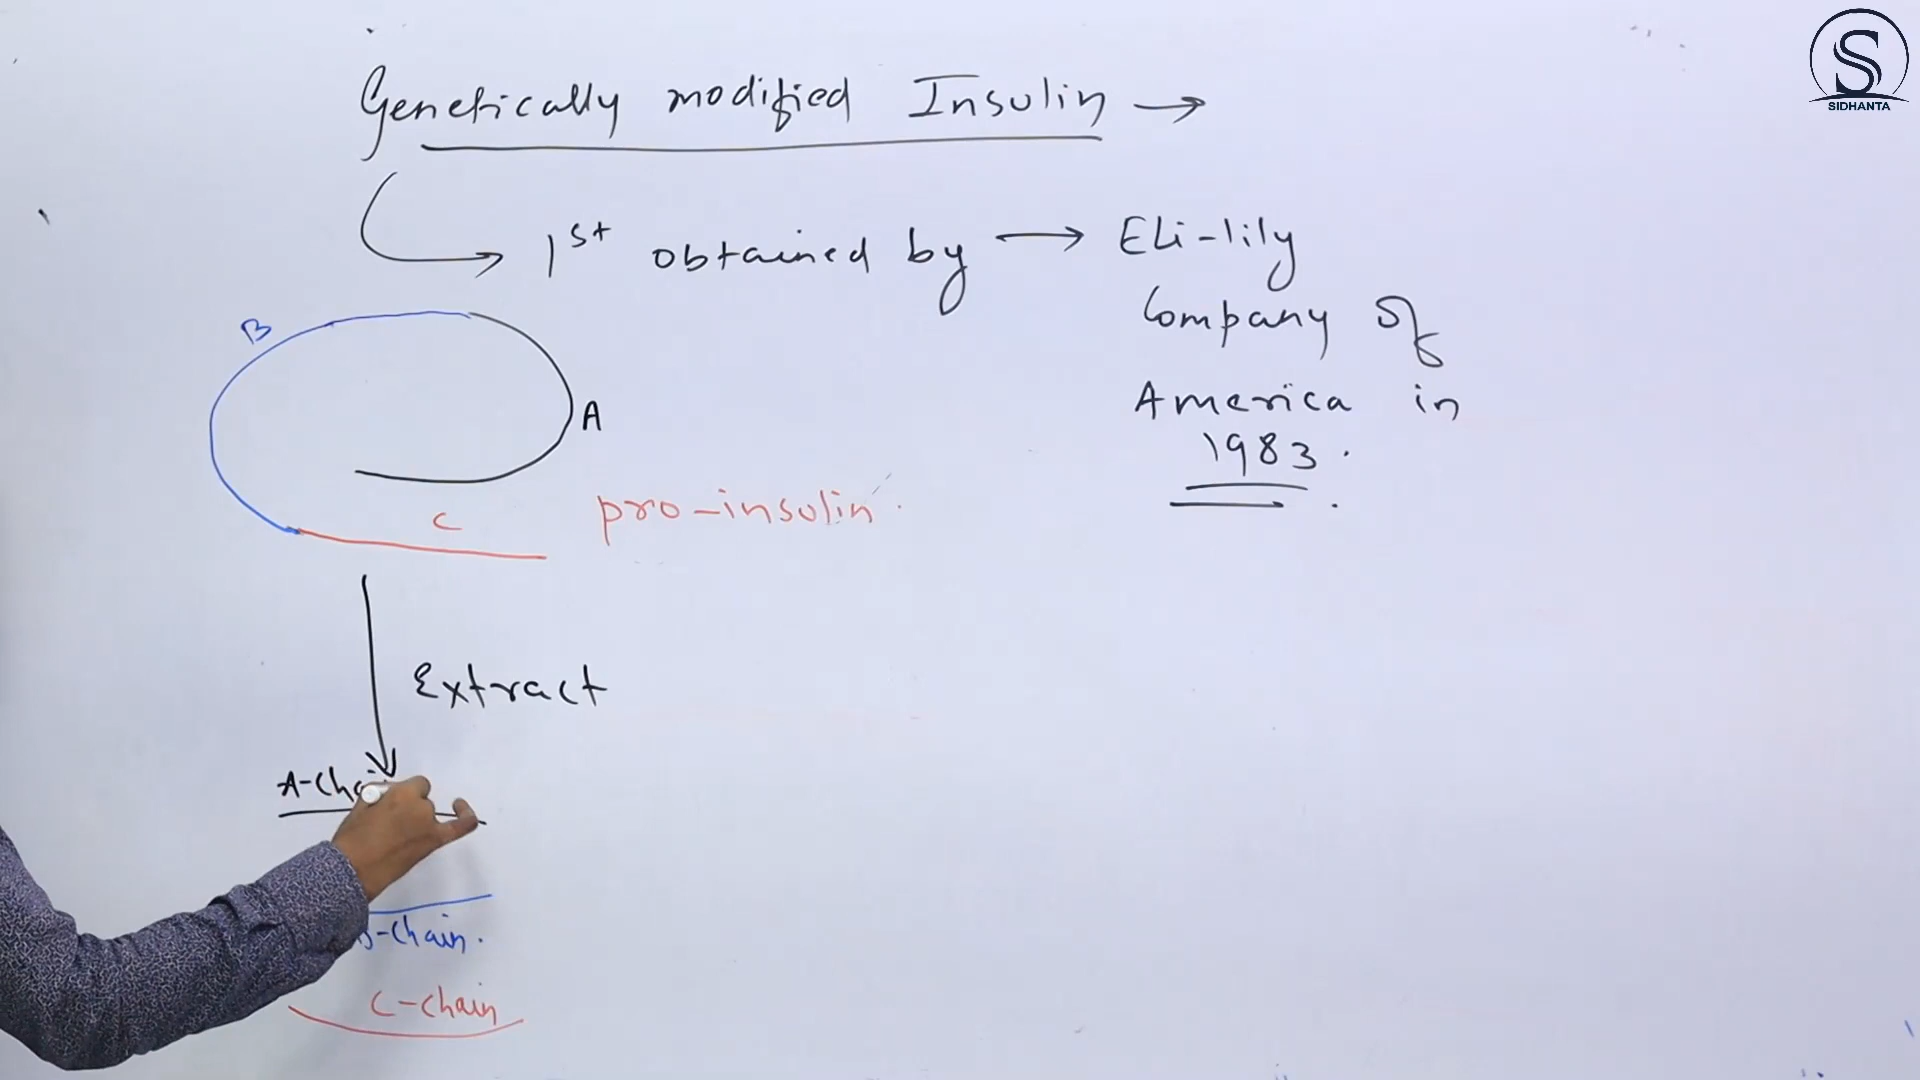 Genetically modified Insulin →
1st obtained by → ELi-lily
Company of
America in
1983.
B
A
C
pro-insulin.
Extract
A-Chai
B-Chain.
C-chain
S
SIDHANTA